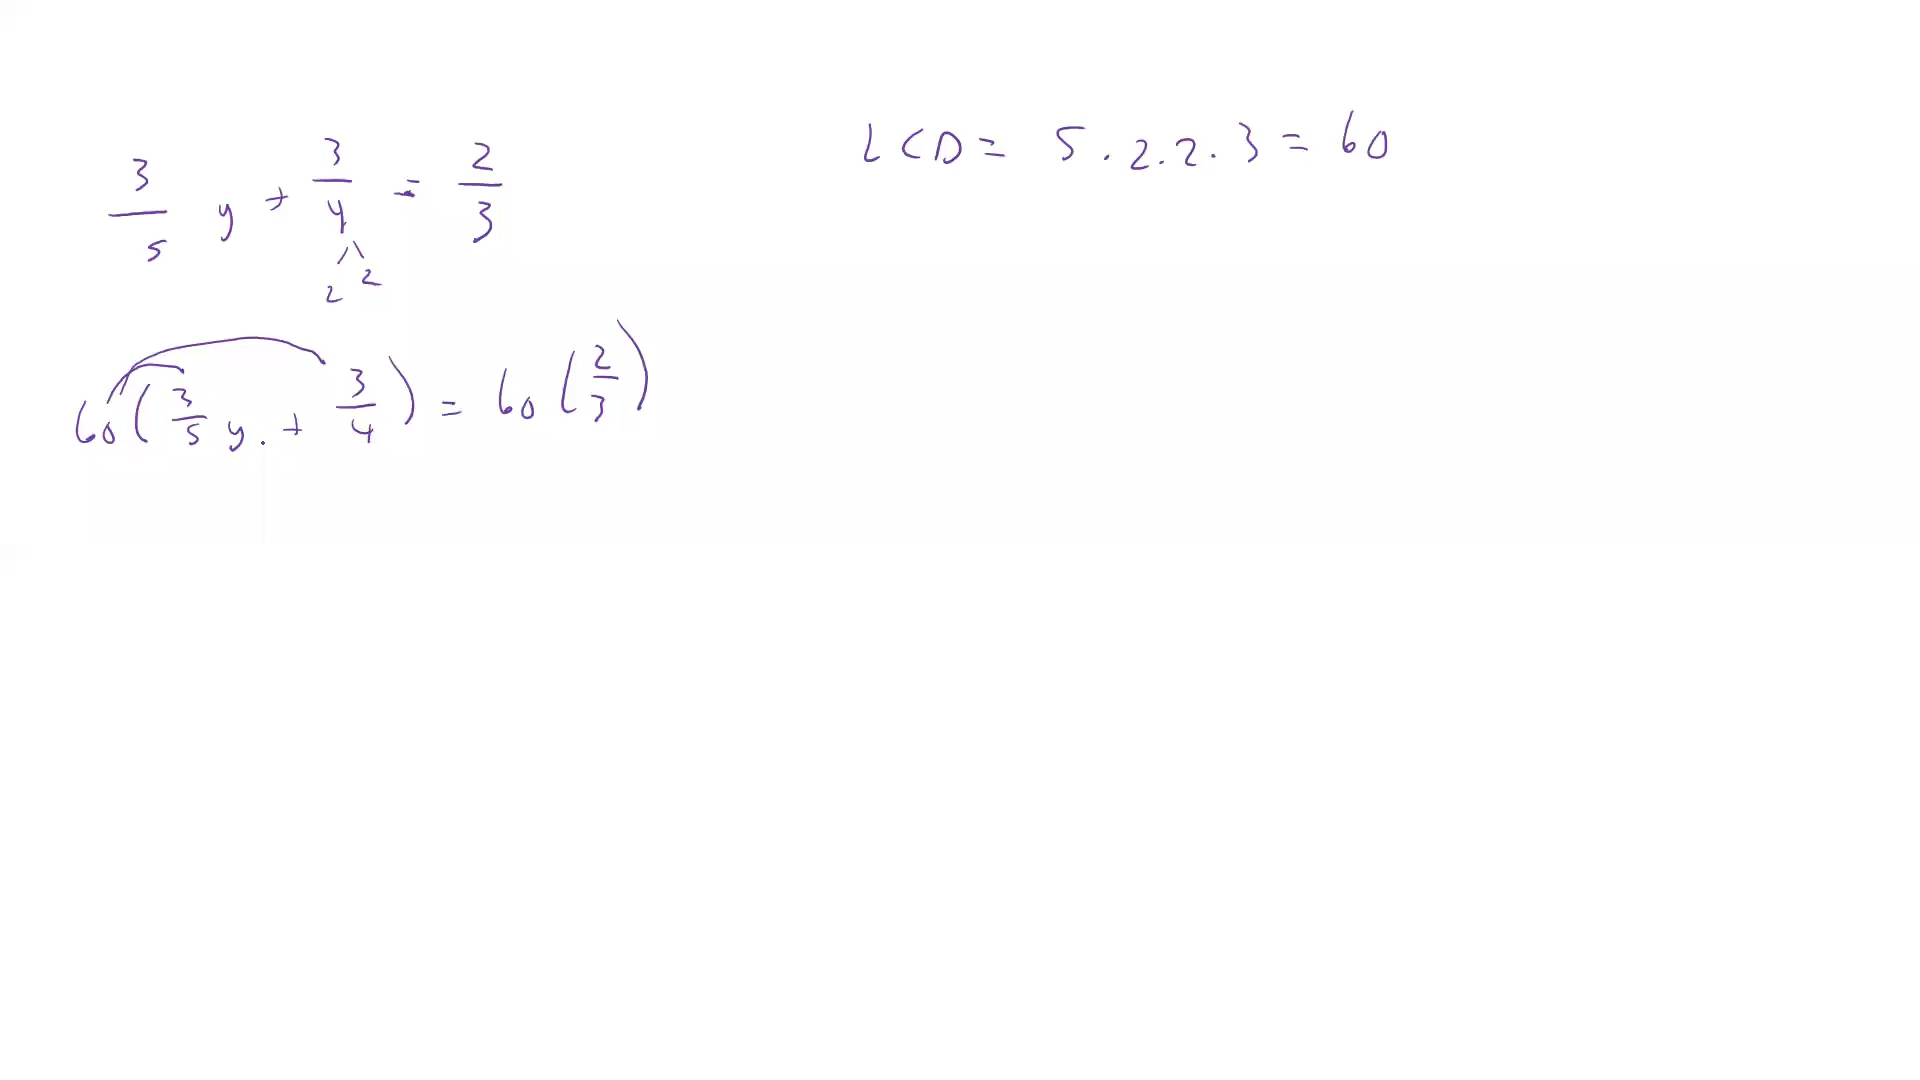 3/5 y + 3/4 = 2/3
2 2
LCD = 5 . 2 . 2 . 3 = 60
60 ( 3/5 y . + 3/4 ) = 60 ( 2/3 )